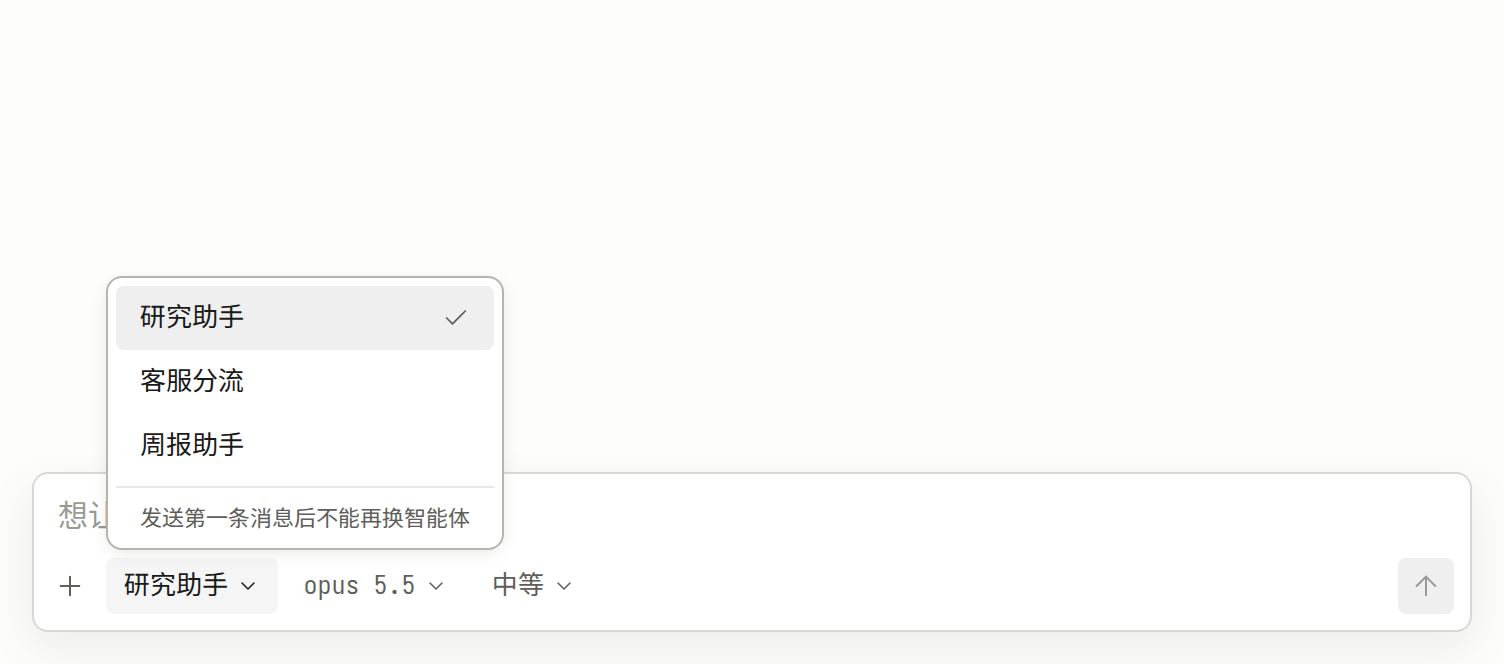 研究助手
客服分流
周报助手
发送第一条消息后不能再换智能体
想
研究助手 opus 5.5 中等